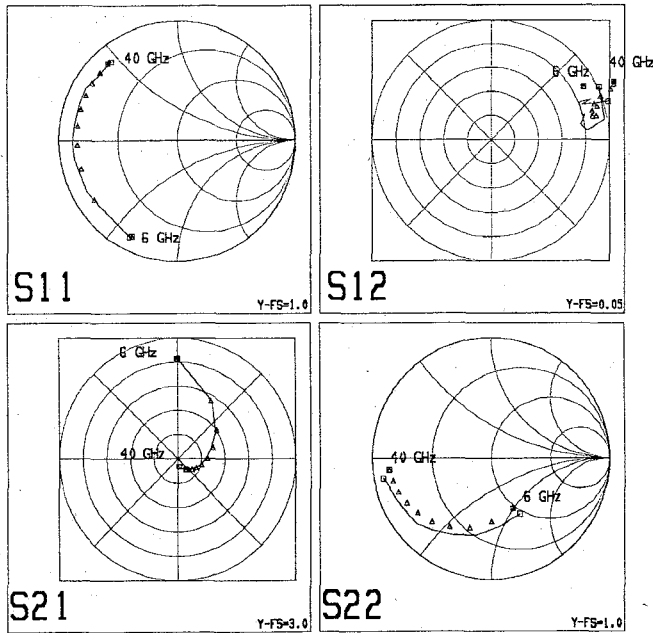 40 GHz
6 GHz
S11
Y-FS=1.0
6 GHz
40 GHz
S12
Y-FS=0.05
6 GHz
40 GHz
S21
Y-FS=3.0
40 GHz
6 GHz
S22
Y-FS=1.0